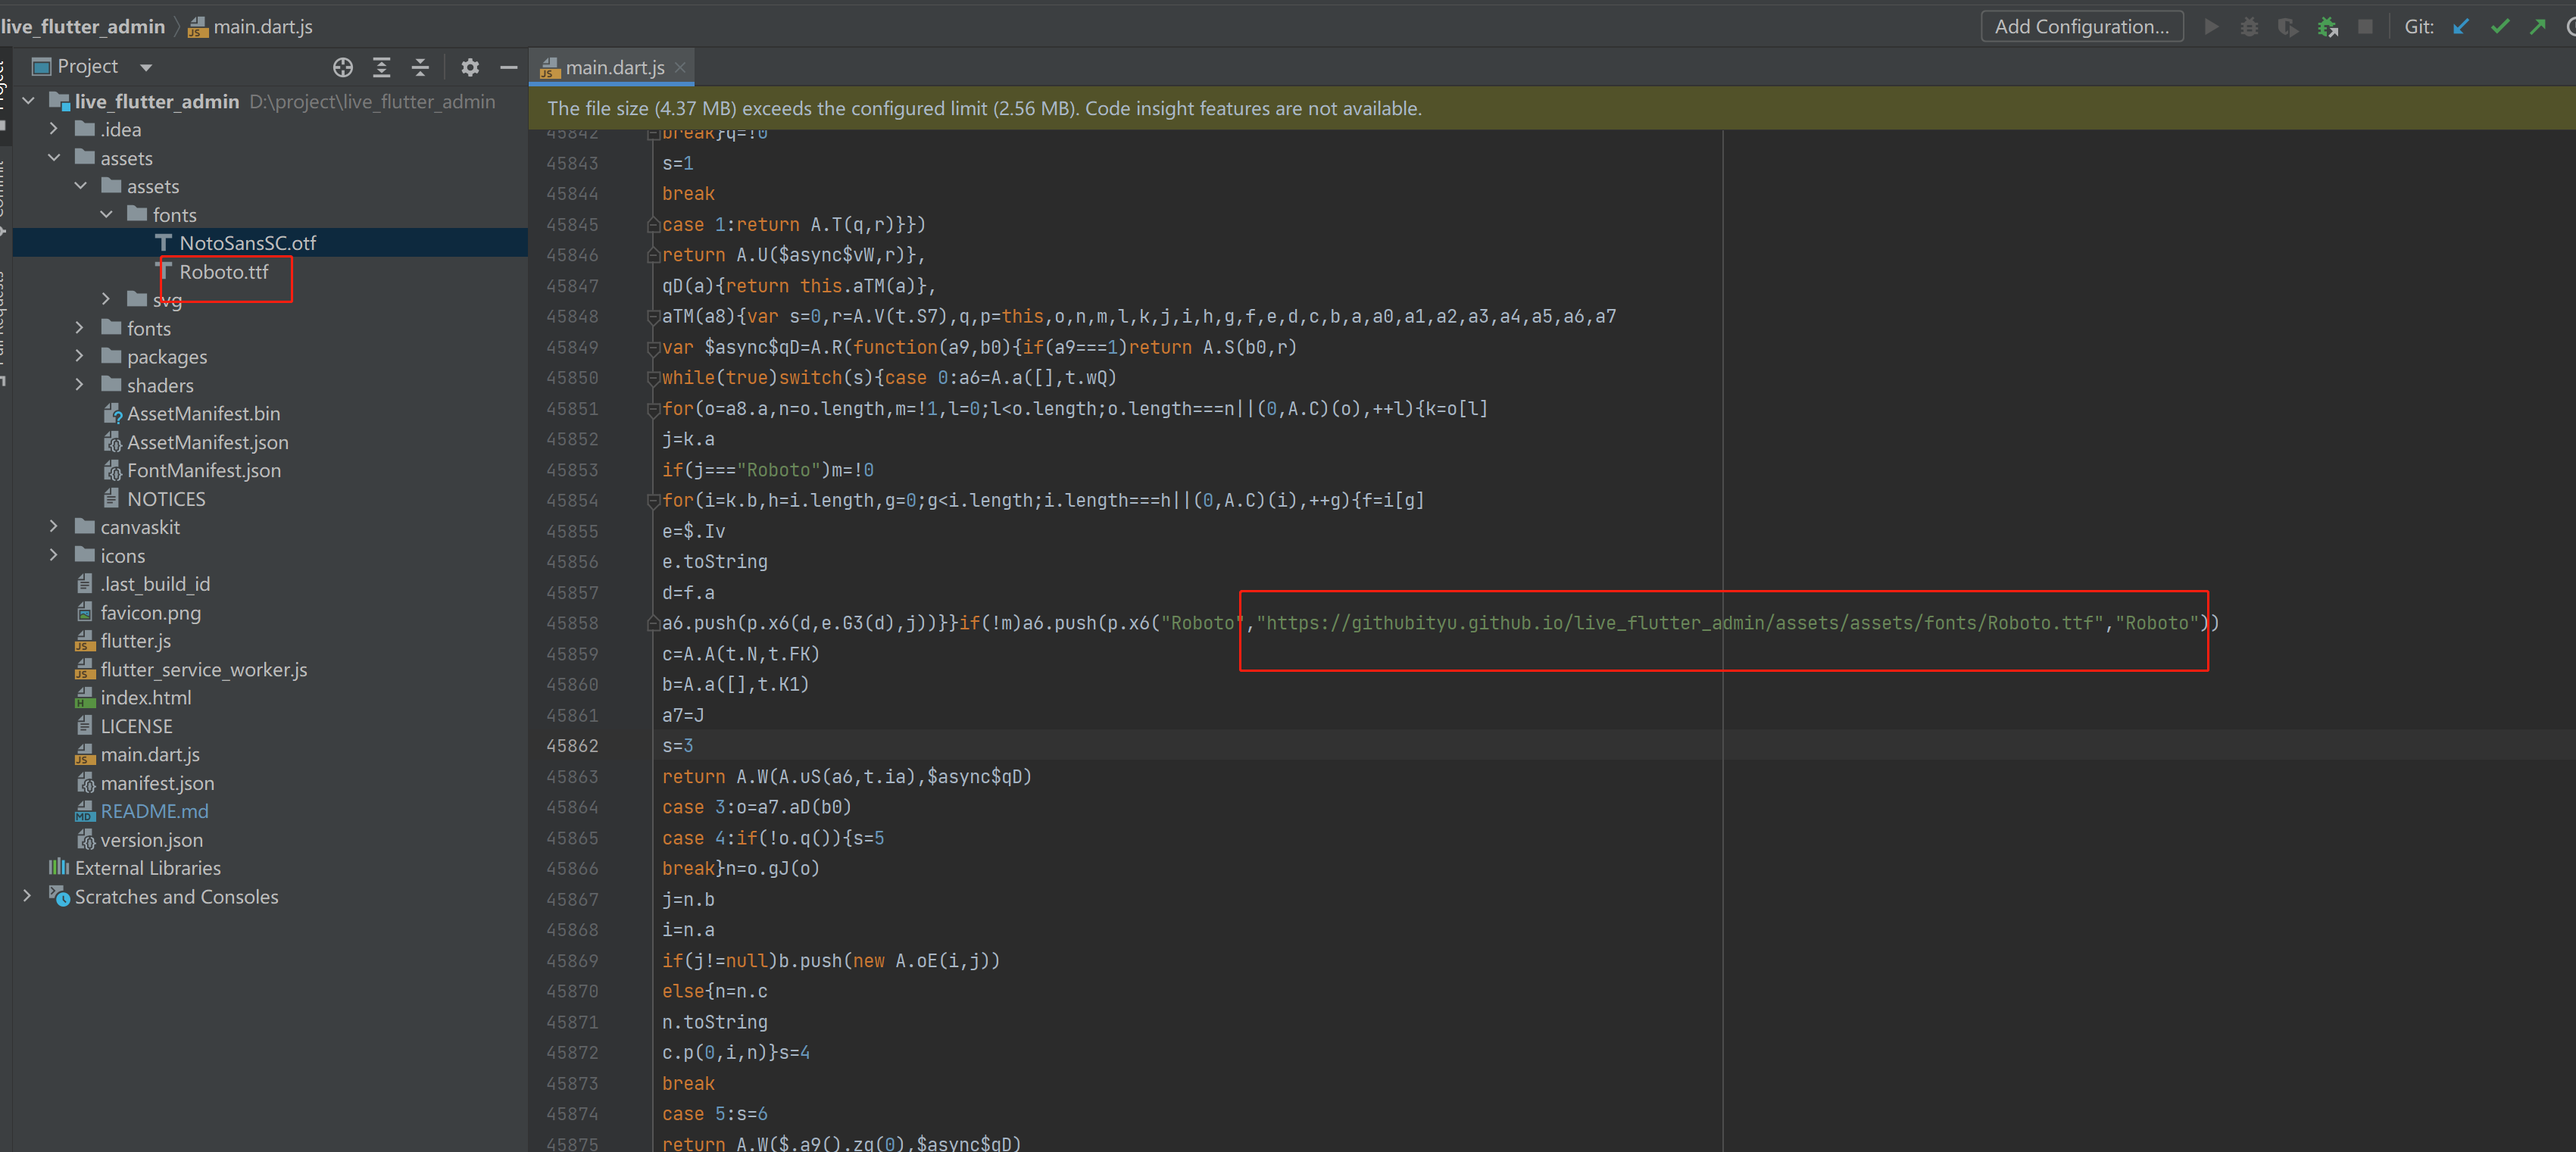 live_flutter_admin
main.dart.js
Add Configuration...
Git:
Project
live_flutter_admin D:\project\live_flutter_admin
.idea
assets
assets
fonts
NotoSansSC.otf
Roboto.ttf
svg
fonts
packages
shaders
AssetManifest.bin
AssetManifest.json
FontManifest.json
NOTICES
canvaskit
icons
.last_build_id
favicon.png
flutter.js
flutter_service_worker.js
index.html
LICENSE
main.dart.js
manifest.json
README.md
version.json
External Libraries
Scratches and Consoles
main.dart.js
The file size (4.37 MB) exceeds the configured limit (2.56 MB). Code insight features are not available.
45842 break}q=!0
45843 s=1
45844 break
45845 case 1:return A.T(q,r)}})
45846 return A.U($async$vW,r)},
45847 qD(a){return this.aTM(a)},
45848 aTM(a8){var s=0,r=A.V(t.S7),q,p=this,o,n,m,l,k,j,i,h,g,f,e,d,c,b,a,a0,a1,a2,a3,a4,a5,a6,a7
45849 var $async$qD=A.R(function(a9,b0){if(a9===1)return A.S(b0,r)
45850 while(true)switch(s){case 0:a6=A.a([],t.wQ)
45851 for(o=a8.a,n=o.length,m=!1,l=0;l<o.length;o.length===n||(0,A.C)(o),++l){k=o[l]
45852 j=k.a
45853 if(j==="Roboto")m=!0
45854 for(i=k.b,h=i.length,g=0;g<i.length;i.length===h||(0,A.C)(i),++g){f=i[g]
45855 e=$.Iv
45856 e.toString
45857 d=f.a
45858 a6.push(p.x6(d,e.G3(d),j))}}if(!m)a6.push(p.x6("Roboto","https://githubityu.github.io/live_flutter_admin/assets/assets/fonts/Roboto.ttf","Roboto"))
45859 c=A.A(t.N,t.FK)
45860 b=A.a([],t.K1)
45861 a7=J
45862 s=3
45863 return A.W(A.uS(a6,t.ia),$async$qD)
45864 case 3:o=a7.aD(b0)
45865 case 4:if(!o.q()){s=5
45866 break}n=o.gJ(o)
45867 j=n.b
45868 i=n.a
45869 if(j!=null)b.push(new A.oE(i,j))
45870 else{n=n.c
45871 n.toString
45872 c.p(0,i,n)}s=4
45873 break
45874 case 5:s=6
45875 return A.W($.a9().zg(0),$async$qD)